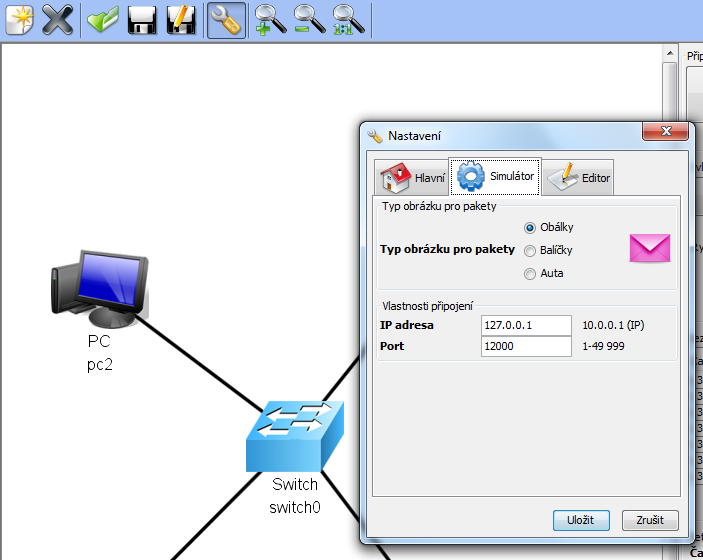 1:1
Přip
Nastavení
Hlavní
Simulátor
Editor
Typ obrázku pro pakety
Typ obrázku pro pakety
Obálky
Balíčky
Auta
Vlastnosti připojení
IP adresa
127.0.0.1
10.0.0.1 (IP)
Port
12000
1-49 999
PC
pc2
Switch
switch0
Uložit
Zrušit